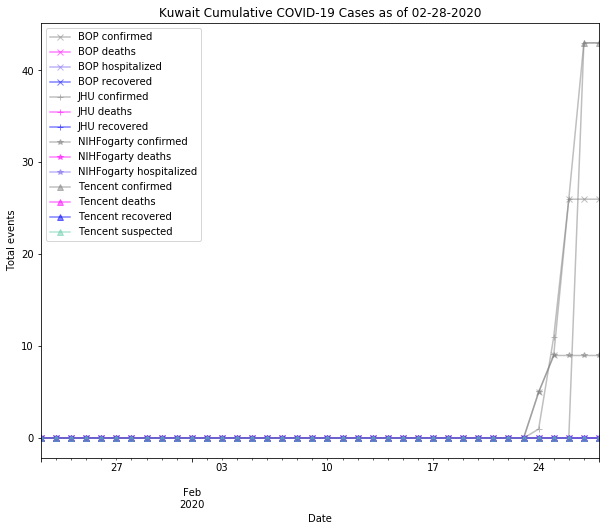 Kuwait Cumulative COVID-19 Cases as of 02-28-2020
BOP confirmed
BOP deaths
BOP hospitalized
BOP recovered
JHU confirmed
JHU deaths
JHU recovered
NIHFogarty confirmed
NIHFogarty deaths
NIHFogarty hospitalized
Tencent confirmed
Tencent deaths
Tencent recovered
Tencent suspected
Total events
40
30
20
10
0
27 03 10 17 24
Feb
2020
Date